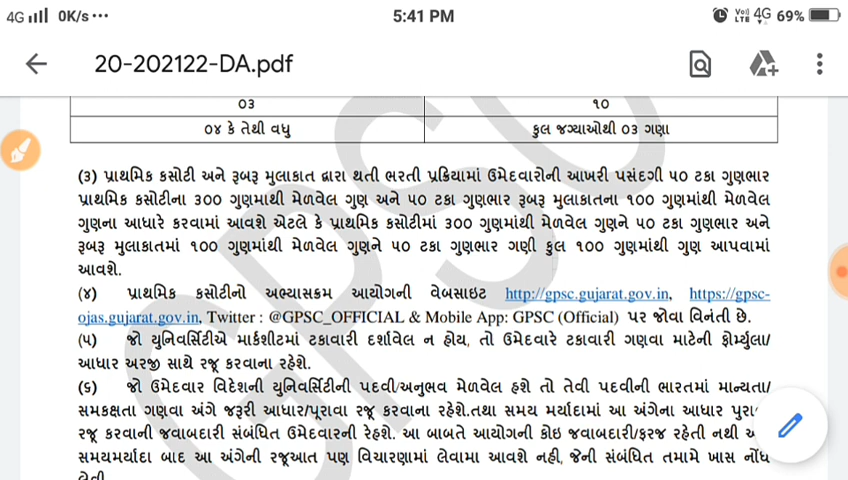 4G 0K/s ... 5:41 PM Vo)) LTE 4G 69%
20-202122-DA.pdf
૦૩ ૧૦
૦૪ કે તેથી વધુ કુલ જગ્યાઓથી ૦૩ ગણા
(૩) પ્રાથમિક કસોટી અને રૂબરૂ મુલાકાત દ્વારા થતી ભરતી પ્રક્રિયામાં ઉમેદવારોની આખરી પસંદગી ૫૦ ટકા ગુણભાર
પ્રાથમિક કસોટીના ૩૦૦ ગુણમાથી મેળવેલ ગુણ અને ૫૦ ટકા ગુણભાર રૂબરૂ મુલાકાતના ૧૦૦ ગુણમાંથી મેળવેલ
ગુણના આધારે કરવામાં આવશે એટલે કે પ્રાથમિક કસોટીમાં ૩૦૦ ગુણમાંથી મેળવેલ ગુણને ૫૦ ટકા ગુણભાર અને
રૂબરૂ મુલાકાતમાં ૧૦૦ ગુણમાંથી મેળવેલ ગુણને ૫૦ ટકા ગુણભાર ગણી કુલ ૧૦૦ ગુણમાંથી ગુણ આપવામાં
આવશે.
(૪) પ્રાથમિક કસોટીનો અભ્યાસક્રમ આયોગની વેબસાઇટ http://gpsc.gujarat.gov.in, https://gpsc-
ojas.gujarat.gov.in, Twitter : @GPSC_OFFICIAL & Mobile App: GPSC (Official) પર જોવા વિનંતી છે.
(૫) જો યુનિવર્સિટીએ માર્કશીટમાં ટકાવારી દર્શાવેલ ન હોય, તો ઉમેદવારે ટકાવારી ગણવા માટેની ફોર્મ્યુલા/
આધાર અરજી સાથે રજૂ કરવાના રહેશે.
(૬) જો ઉમેદવાર વિદેશની યુનિવર્સિટીની પદવી/અનુભવ મેળવેલ હશે તો તેવી પદવીની ભારતમાં માન્યતા/
સમકક્ષતા ગણવા અંગે જરૂરી આધાર/પૂરાવા રજૂ કરવાના રહેશે.તથા સમય મર્યાદામાં આ અંગેના આધાર
રજૂ કરવાની જવાબદારી સંબંધિત ઉમેદવારની રેહશે. આ બાબતે આયોગની કોઇ જવાબદારી/ફરજ રહેતી નથી
સમયમર્યાદા બાદ આ અંગેની રજૂઆત પણ વિચારણામાં લેવામા આવશે નહી, જેની સંબંધિત તમામે ખાસ નોંધ
GPSC